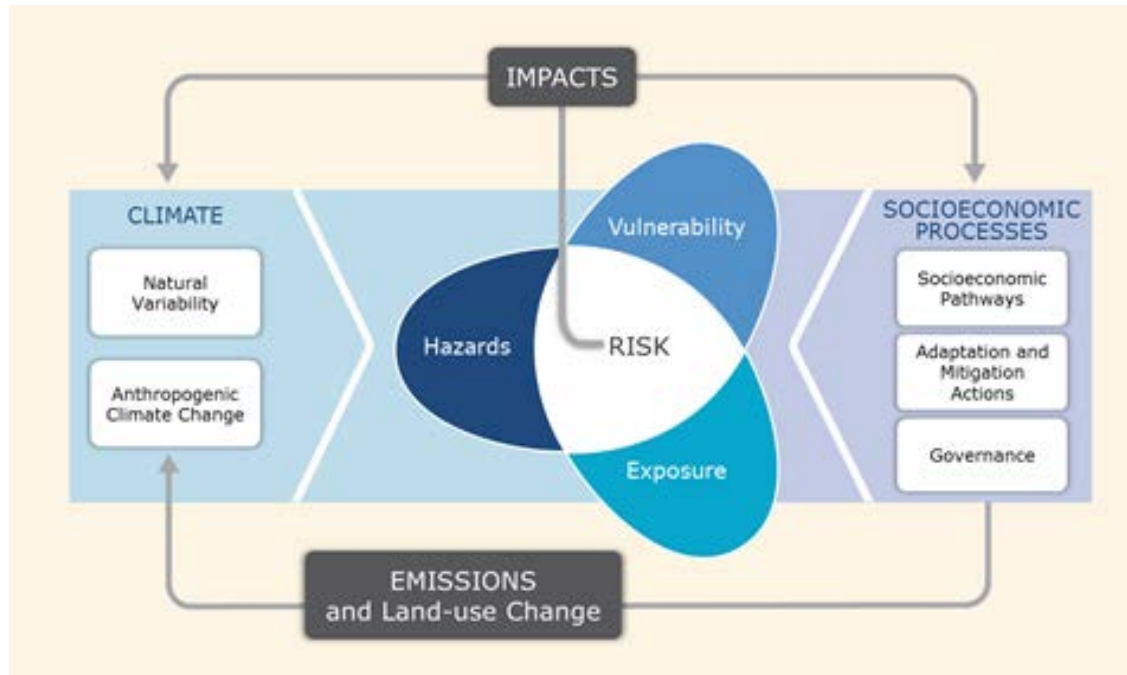 IMPACTS
CLIMATE
Natural
Variability
Anthropogenic
Climate Change
Vulnerability
Hazards
RISK
Exposure
SOCIOECONOMIC
PROCESSES
Socioeconomic
Pathways
Adaptation and
Mitigation
Actions
Governance
EMISSIONS
and Land-use Change